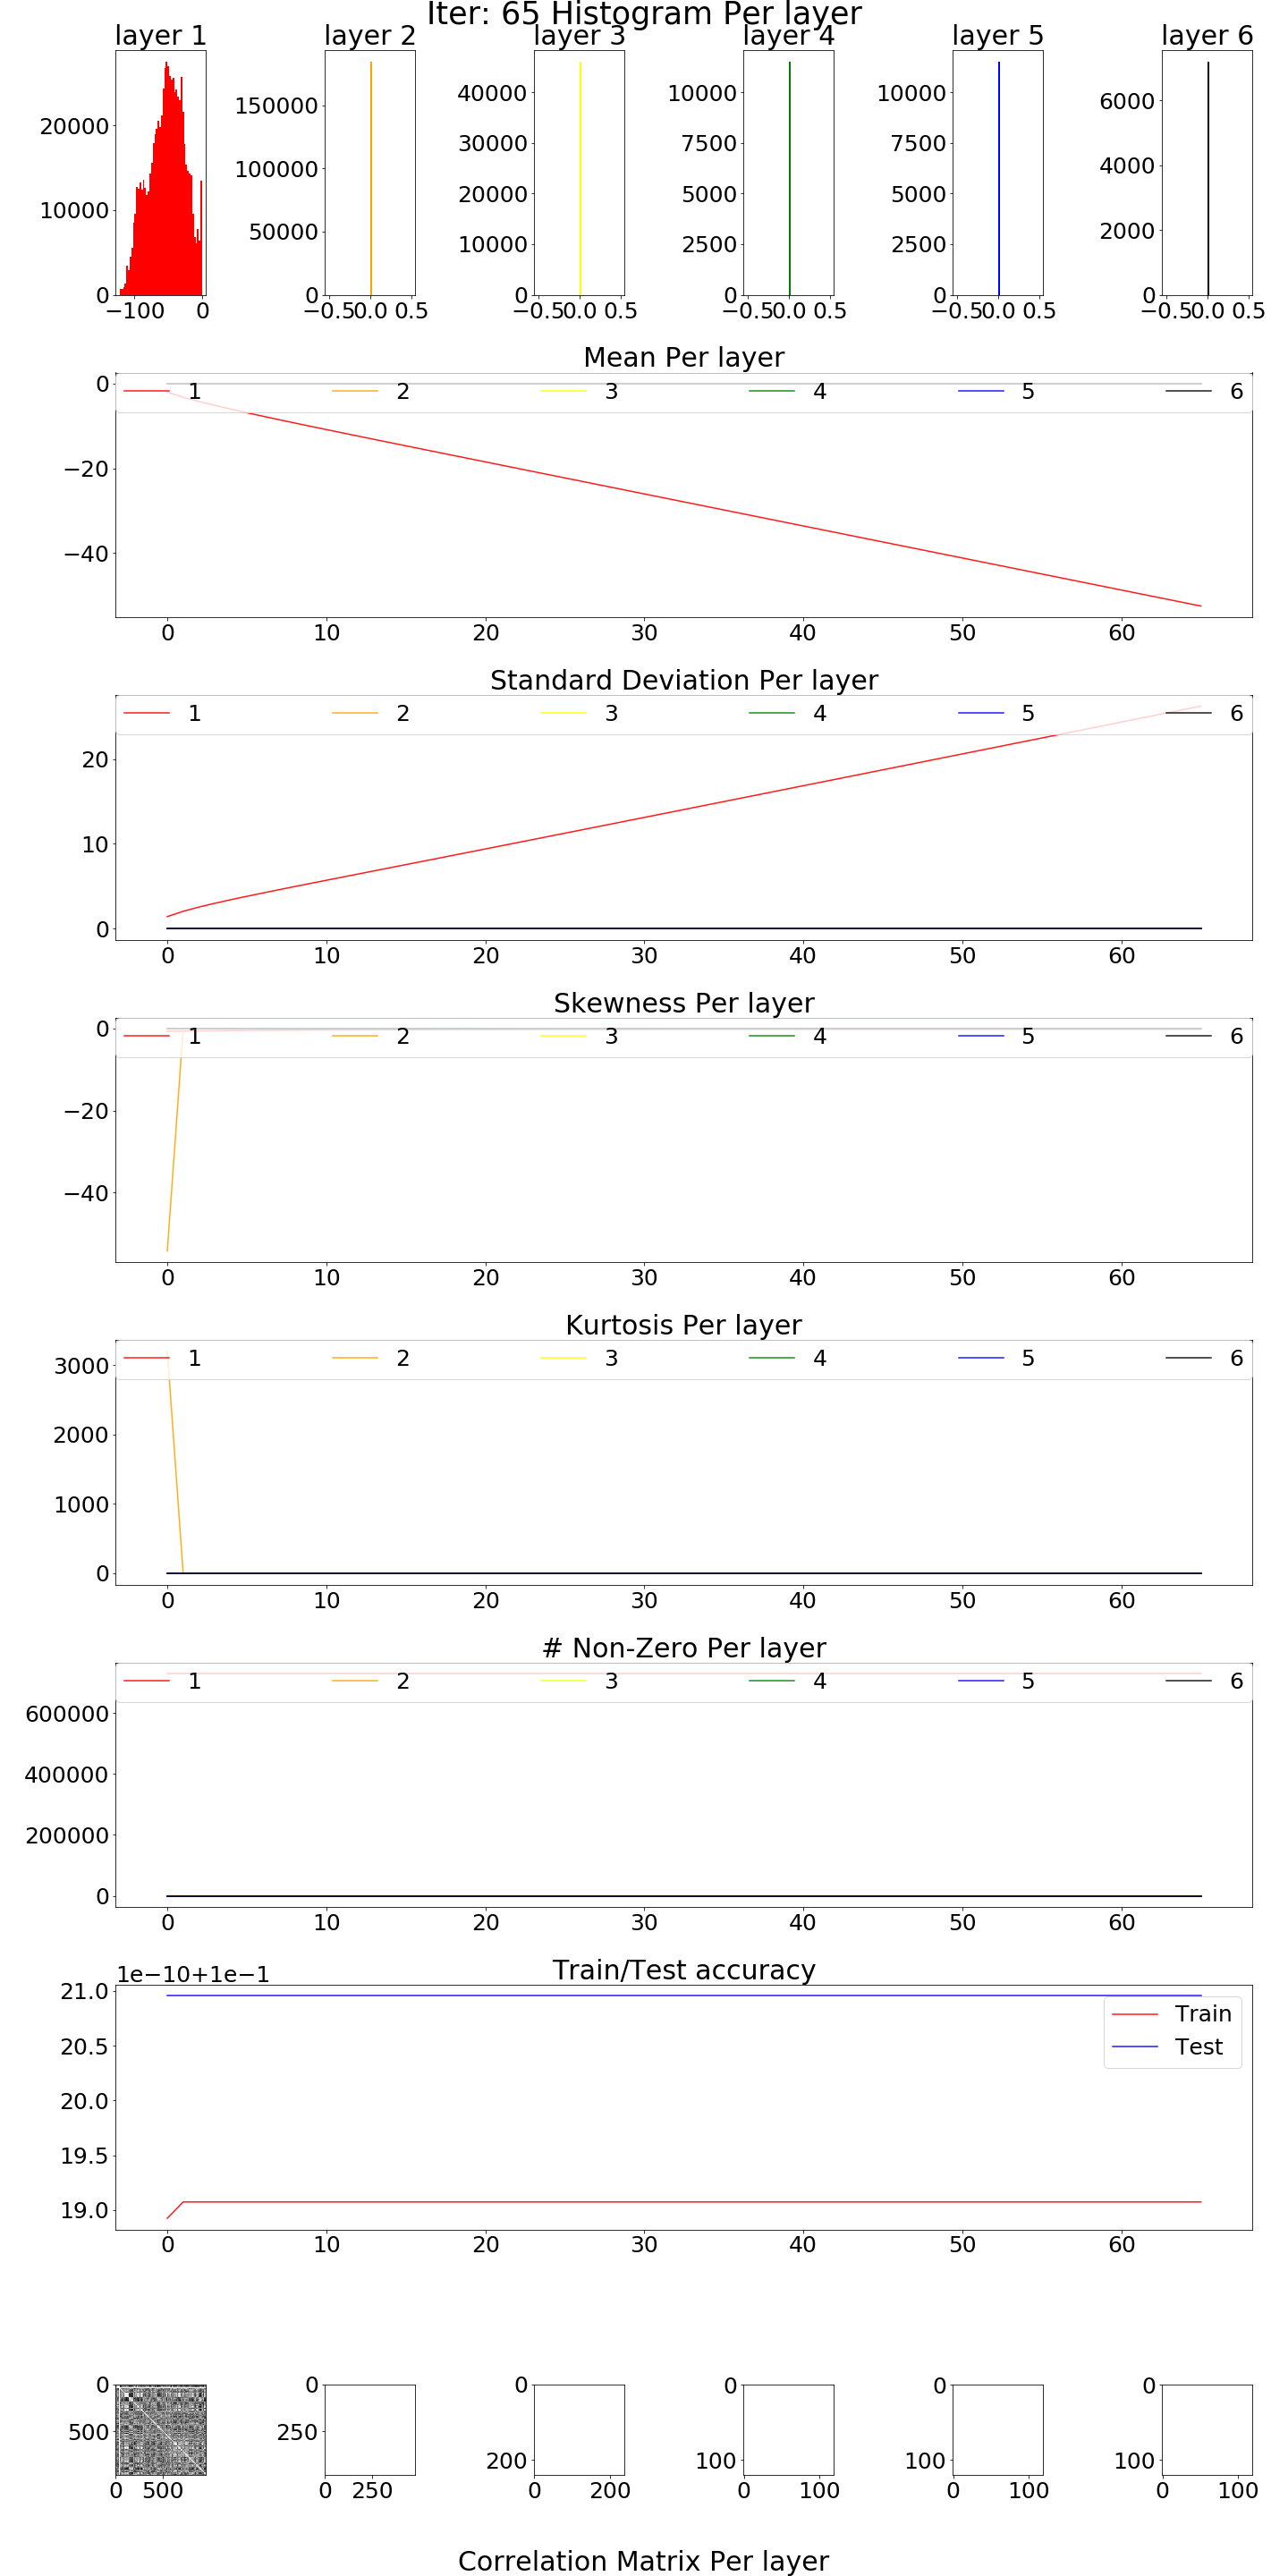 Iter: 65 Histogram Per layer
layer 1 layer 2 layer 3 layer 4 layer 5 layer 6
20000 10000 0
150000 100000 50000 0
40000 30000 20000 10000 0
10000 7500 5000 2500 0
10000 7500 5000 2500 0
6000 4000 2000 0
−100 0 −0.5 0.0 0.5 −0.5 0.0 0.5 −0.5 0.0 0.5 −0.5 0.0 0.5 −0.5 0.0 0.5
Mean Per layer
1 2 3 4 5 6
0
−20
−40
0 10 20 30 40 50 60
Standard Deviation Per layer
1 2 3 4 5 6
20
10
0
0 10 20 30 40 50 60
Skewness Per layer
1 2 3 4 5 6
0
−20
−40
0 10 20 30 40 50 60
Kurtosis Per layer
1 2 3 4 5 6
3000
2000
1000
0
0 10 20 30 40 50 60
# Non-Zero Per layer
1 2 3 4 5 6
600000
400000
200000
0
0 10 20 30 40 50 60
1e−10+1e−1 Train/Test accuracy
21.0
20.5
20.0
19.5
19.0
Train
Test
0 10 20 30 40 50 60
0 0 0 0 0 0
500 250 200 100 100 100
0 500 0 250 0 200 0 100 0 100 0 100
Correlation Matrix Per layer